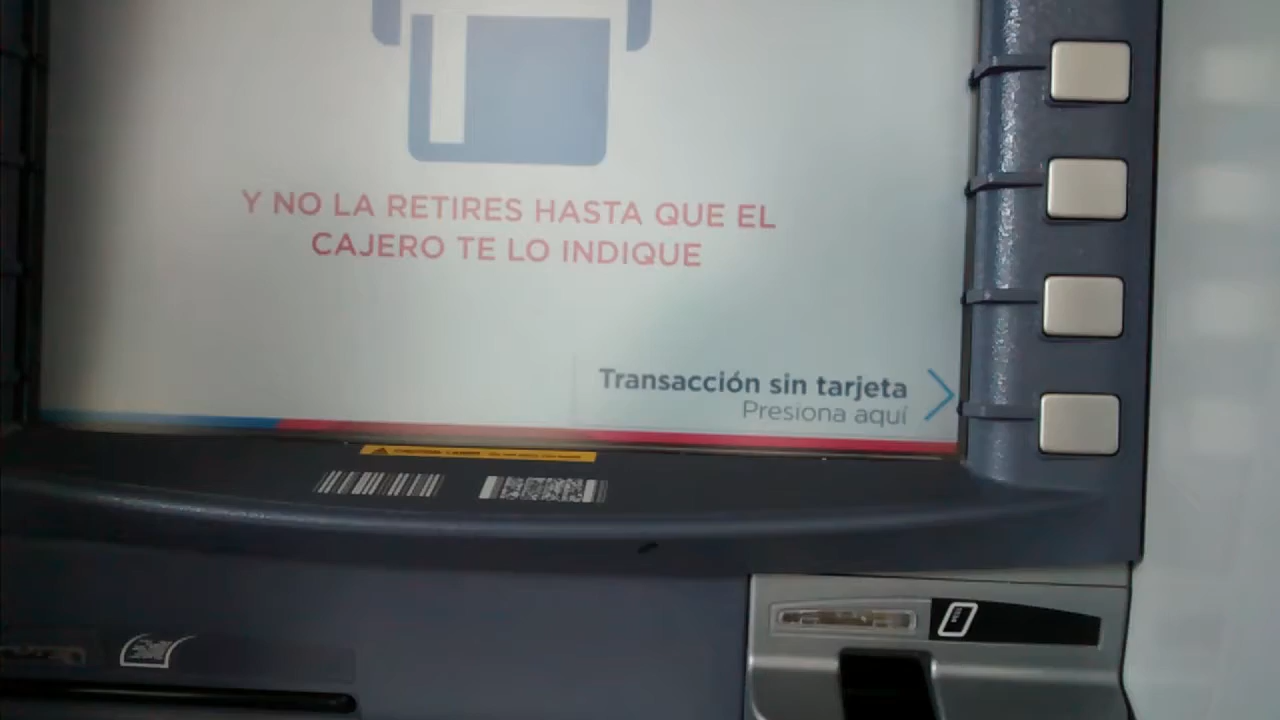 Y NO LA RETIRES HASTA QUE EL
CAJERO TE LO INDIQUE
Transacción sin tarjeta
Presiona aquí